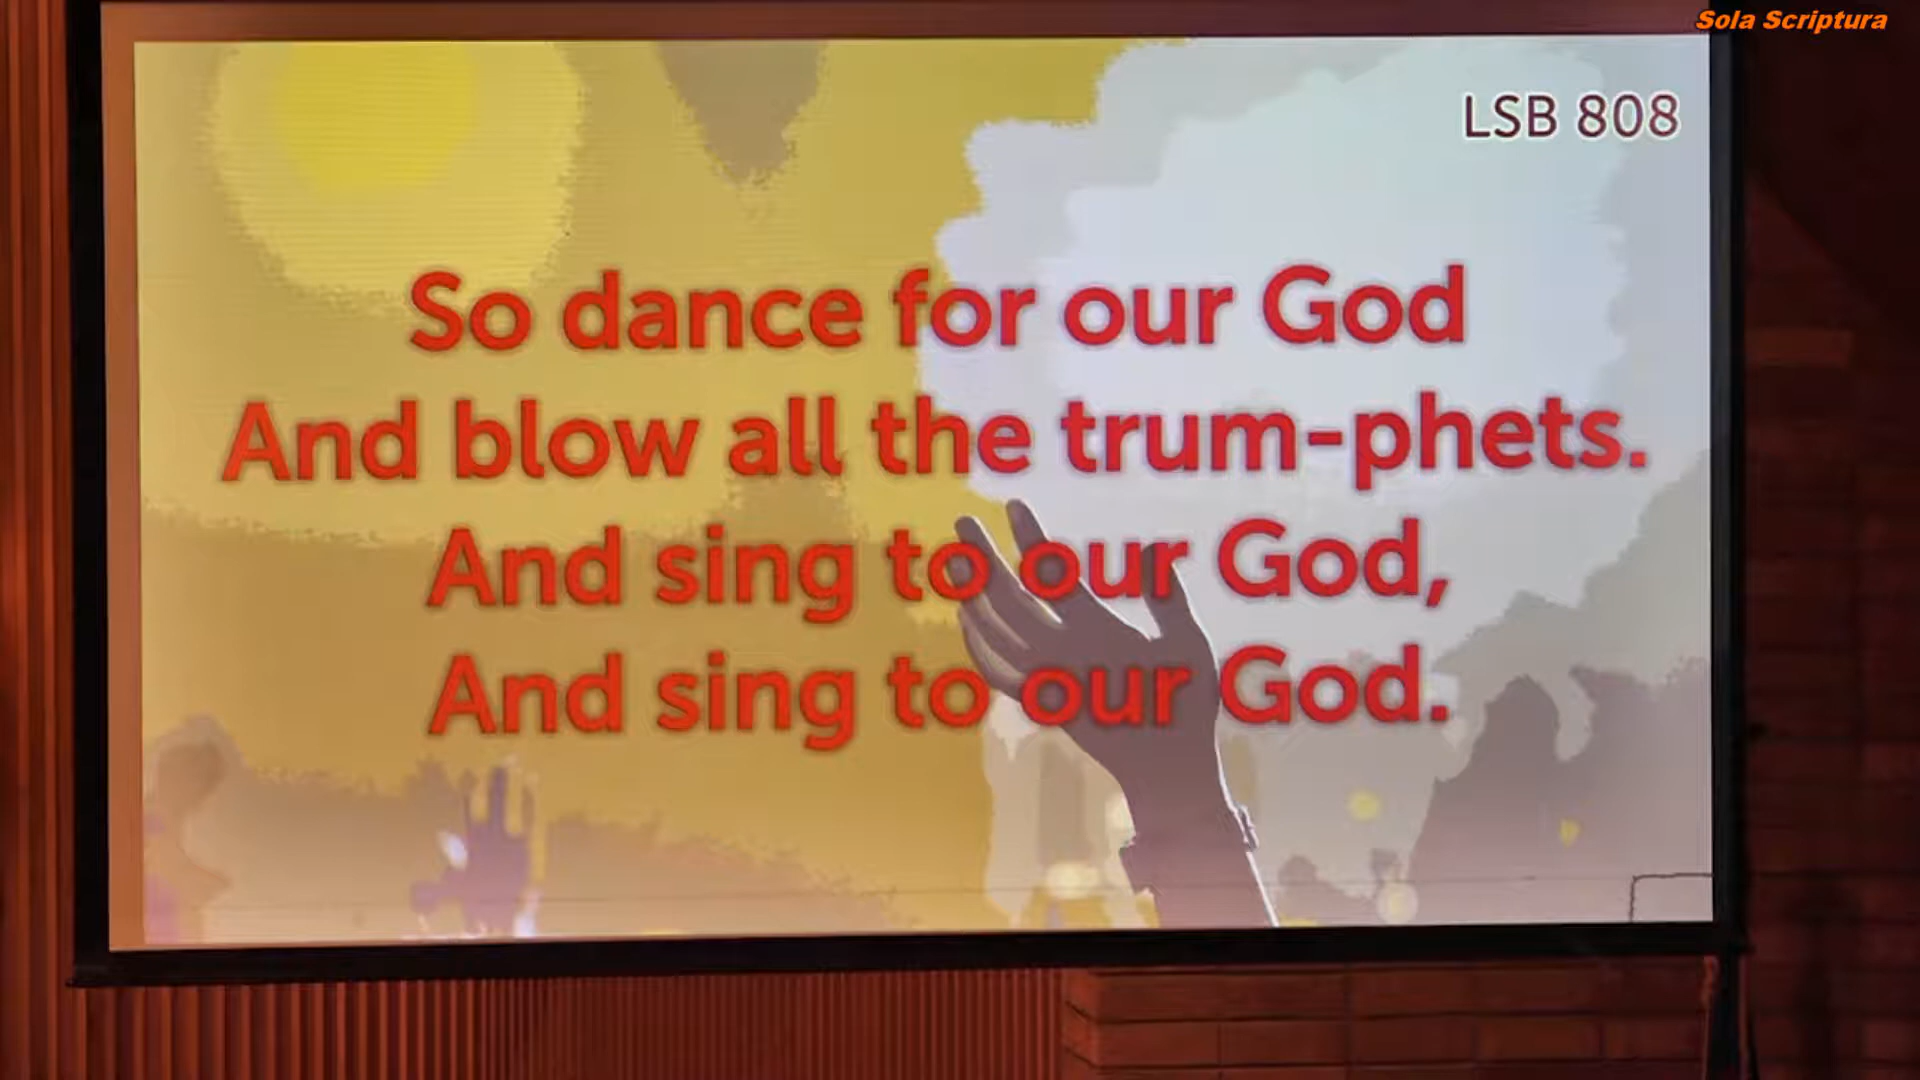 Sola Scriptura
LSB 808
So dance for our God
And blow all the trum-phets.
And sing to our God,
And sing to our God.